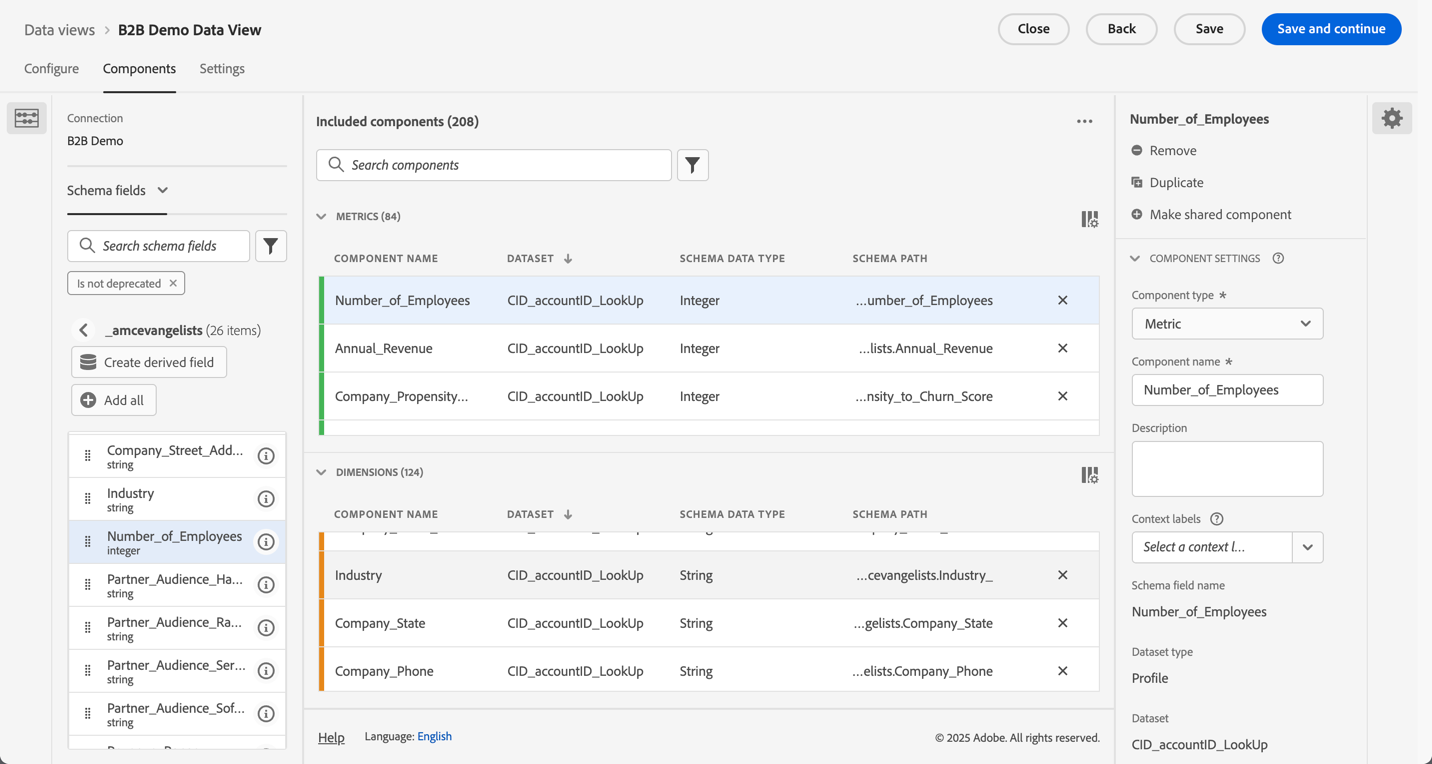 Data views > B2B Demo Data View
Close
Back
Save
Save and continue
Configure
Components
Settings
Connection
B2B Demo
Schema fields
Search schema fields
Is not deprecated
_amcevangelists (26 items)
Create derived field
Add all
Company_Street_Add...
string
Industry
string
Number_of_Employees
integer
Partner_Audience_Ha...
string
Partner_Audience_Ra...
string
Partner_Audience_Ser...
string
Partner_Audience_Sof...
string
Included components (208)
Search components
METRICS (84)
COMPONENT NAME DATASET SCHEMA DATA TYPE SCHEMA PATH
Number_of_Employees CID_accountID_LookUp Integer ...umber_of_Employees
Annual_Revenue CID_accountID_LookUp Integer ...lists.Annual_Revenue
Company_Propensity... CID_accountID_LookUp Integer ...nsity_to_Churn_Score
DIMENSIONS (124)
COMPONENT NAME DATASET SCHEMA DATA TYPE SCHEMA PATH
Industry CID_accountID_LookUp String ...cevangelists.Industry_
Company_State CID_accountID_LookUp String ...gelists.Company_State
Company_Phone CID_accountID_LookUp String ...elists.Company_Phone
Help
Language: English
© 2025 Adobe. All rights reserved.
Number_of_Employees
Remove
Duplicate
Make shared component
COMPONENT SETTINGS
Component type *
Metric
Component name *
Number_of_Employees
Description
Context labels
Select a context l...
Schema field name
Number_of_Employees
Dataset type
Profile
Dataset
CID_accountID_LookUp